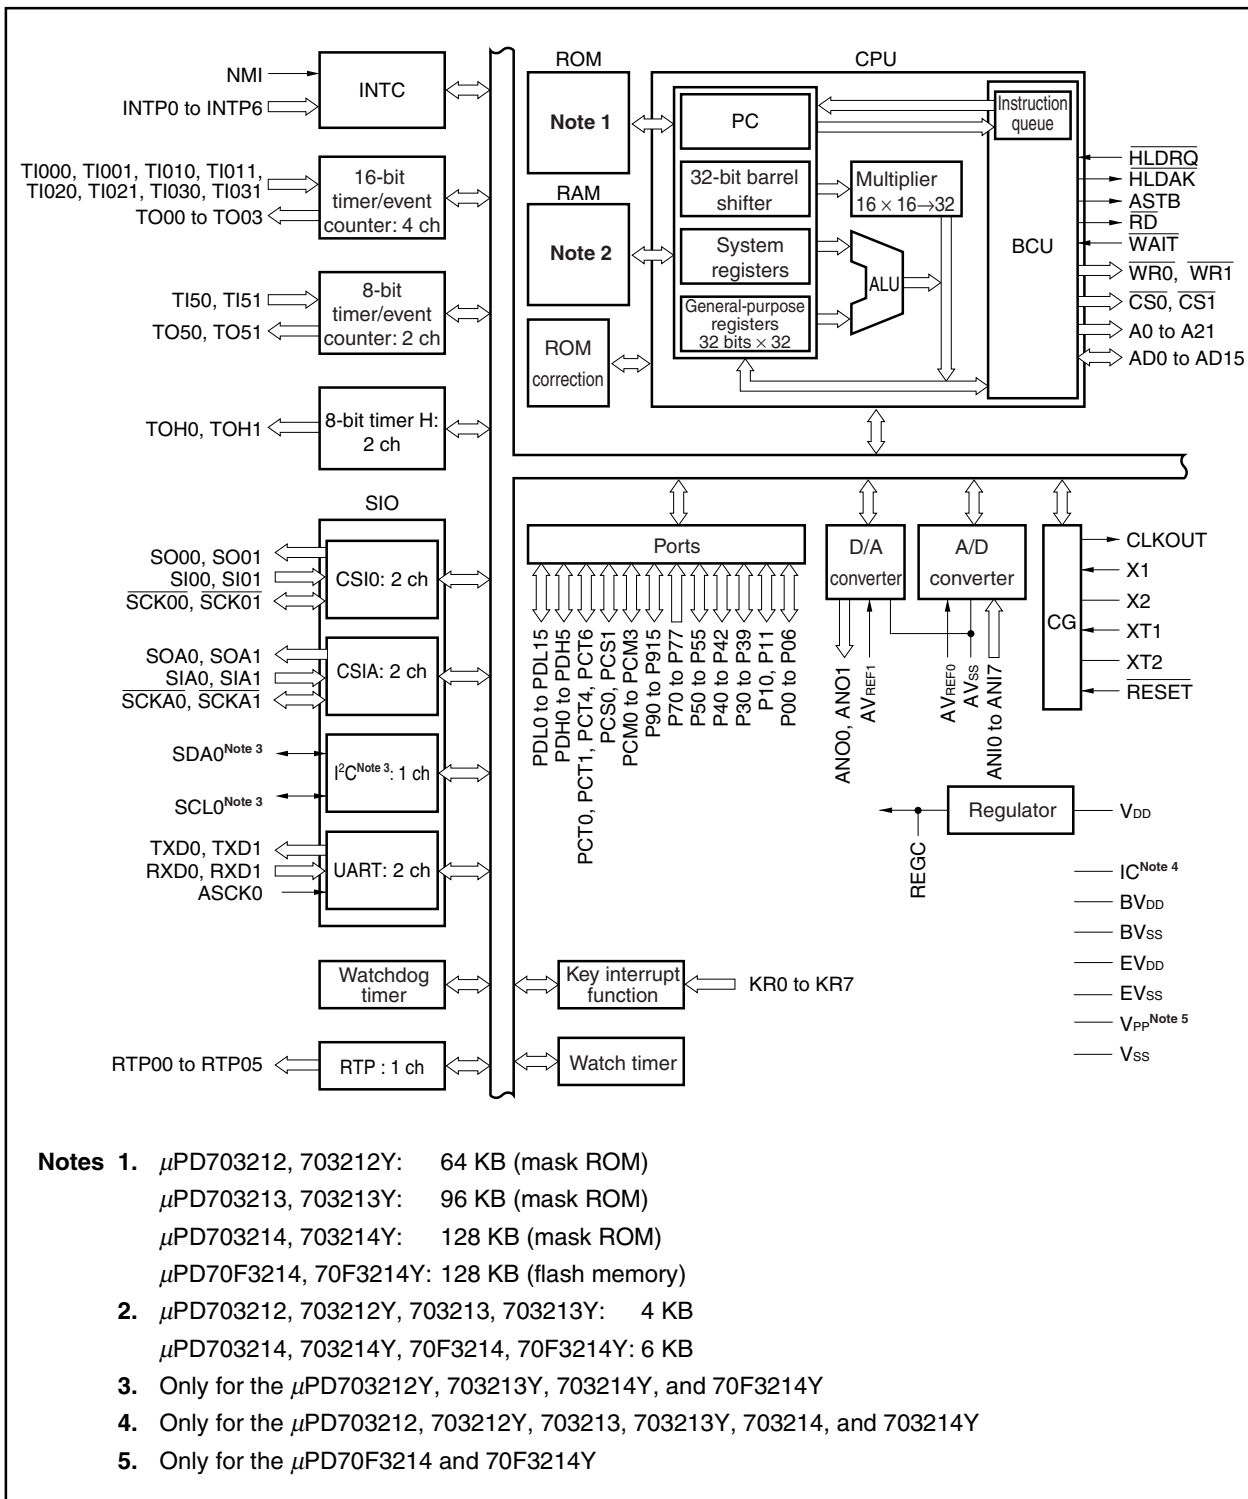 NMI
INTP0 to INTP6
INTC
TI000, TI001, TI010, TI011,
TI020, TI021, TI030, TI031
TO00 to TO03
16-bit
timer/event
counter: 4 ch
TI50, TI51
TO50, TO51
8-bit
timer/event
counter: 2 ch
TOH0, TOH1
8-bit timer H:
2 ch
SIO
SO00, SO01
SI00, SI01
SCK00, SCK01
CSI0: 2 ch
SOA0, SOA1
SIA0, SIA1
SCKA0, SCKA1
CSIA: 2 ch
SDA0Note 3
SCL0Note 3
I2CNote 3: 1 ch
TXD0, TXD1
RXD0, RXD1
ASCK0
UART: 2 ch
Watchdog
timer
RTP00 to RTP05
RTP : 1 ch
ROM
Note 1
RAM
Note 2
ROM
correction
CPU
PC
32-bit barrel
shifter
System
registers
General-purpose
registers
32 bits × 32
Multiplier
16 × 16→32
ALU
Instruction
queue
BCU
HLDRQ
HLDAK
ASTB
RD
WAIT
WR0, WR1
CS0, CS1
A0 to A21
AD0 to AD15
Ports
PDL0 to PDL15
PDH0 to PDH5
PCT0, PCT1, PCT4, PCT6
PCS0, PCS1
PCM0 to PCM3
P90 to P915
P70 to P77
P50 to P55
P40 to P42
P30 to P39
P10, P11
P00 to P06
D/A
converter
ANO0, ANO1
AVREF1
A/D
converter
AVREF0
AVSS
ANI0 to ANI7
CG
CLKOUT
X1
X2
XT1
XT2
RESET
Regulator
VDD
REGC
ICNote 4
BVDD
BVSS
EVDD
EVSS
VPPNote 5
VSS
Key interrupt
function
KR0 to KR7
Watch timer
Notes 1. μPD703212, 703212Y: 64 KB (mask ROM)
μPD703213, 703213Y: 96 KB (mask ROM)
μPD703214, 703214Y: 128 KB (mask ROM)
μPD70F3214, 70F3214Y: 128 KB (flash memory)
2. μPD703212, 703212Y, 703213, 703213Y: 4 KB
μPD703214, 703214Y, 70F3214, 70F3214Y: 6 KB
3. Only for the μPD703212Y, 703213Y, 703214Y, and 70F3214Y
4. Only for the μPD703212, 703212Y, 703213, 703213Y, 703214, and 703214Y
5. Only for the μPD70F3214 and 70F3214Y